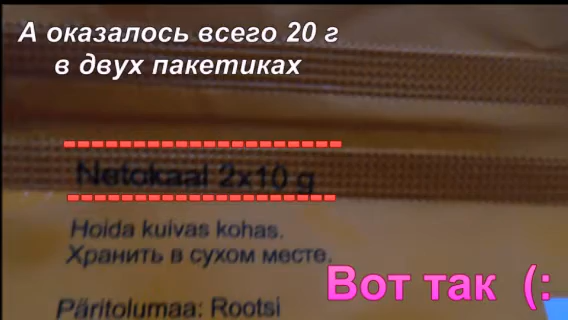 А оказалось всего 20 г
в двух пакетиках
Netokaal 2x10 g
Hoida kuivas kohas.
Хранить в сухом месте.
Вот так (:
Päritolumaa: Rootsi